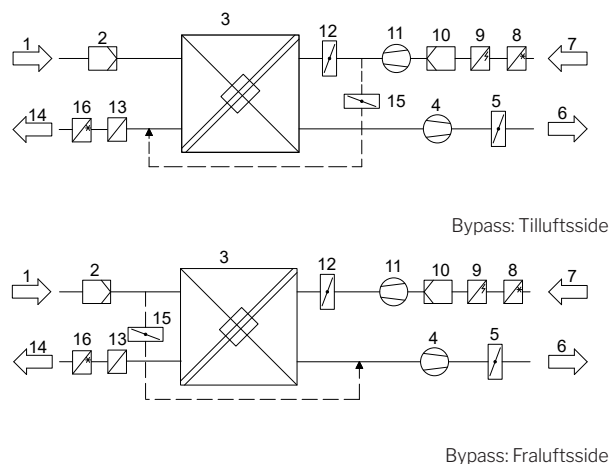 3
1 2 12 11 10 9 8 7
14 16 13 15 4 5 6
Bypass: Tilluftsside
3
1 2 12 11 10 9 8 7
15
14 16 13 4 5 6
Bypass: Fraluftsside